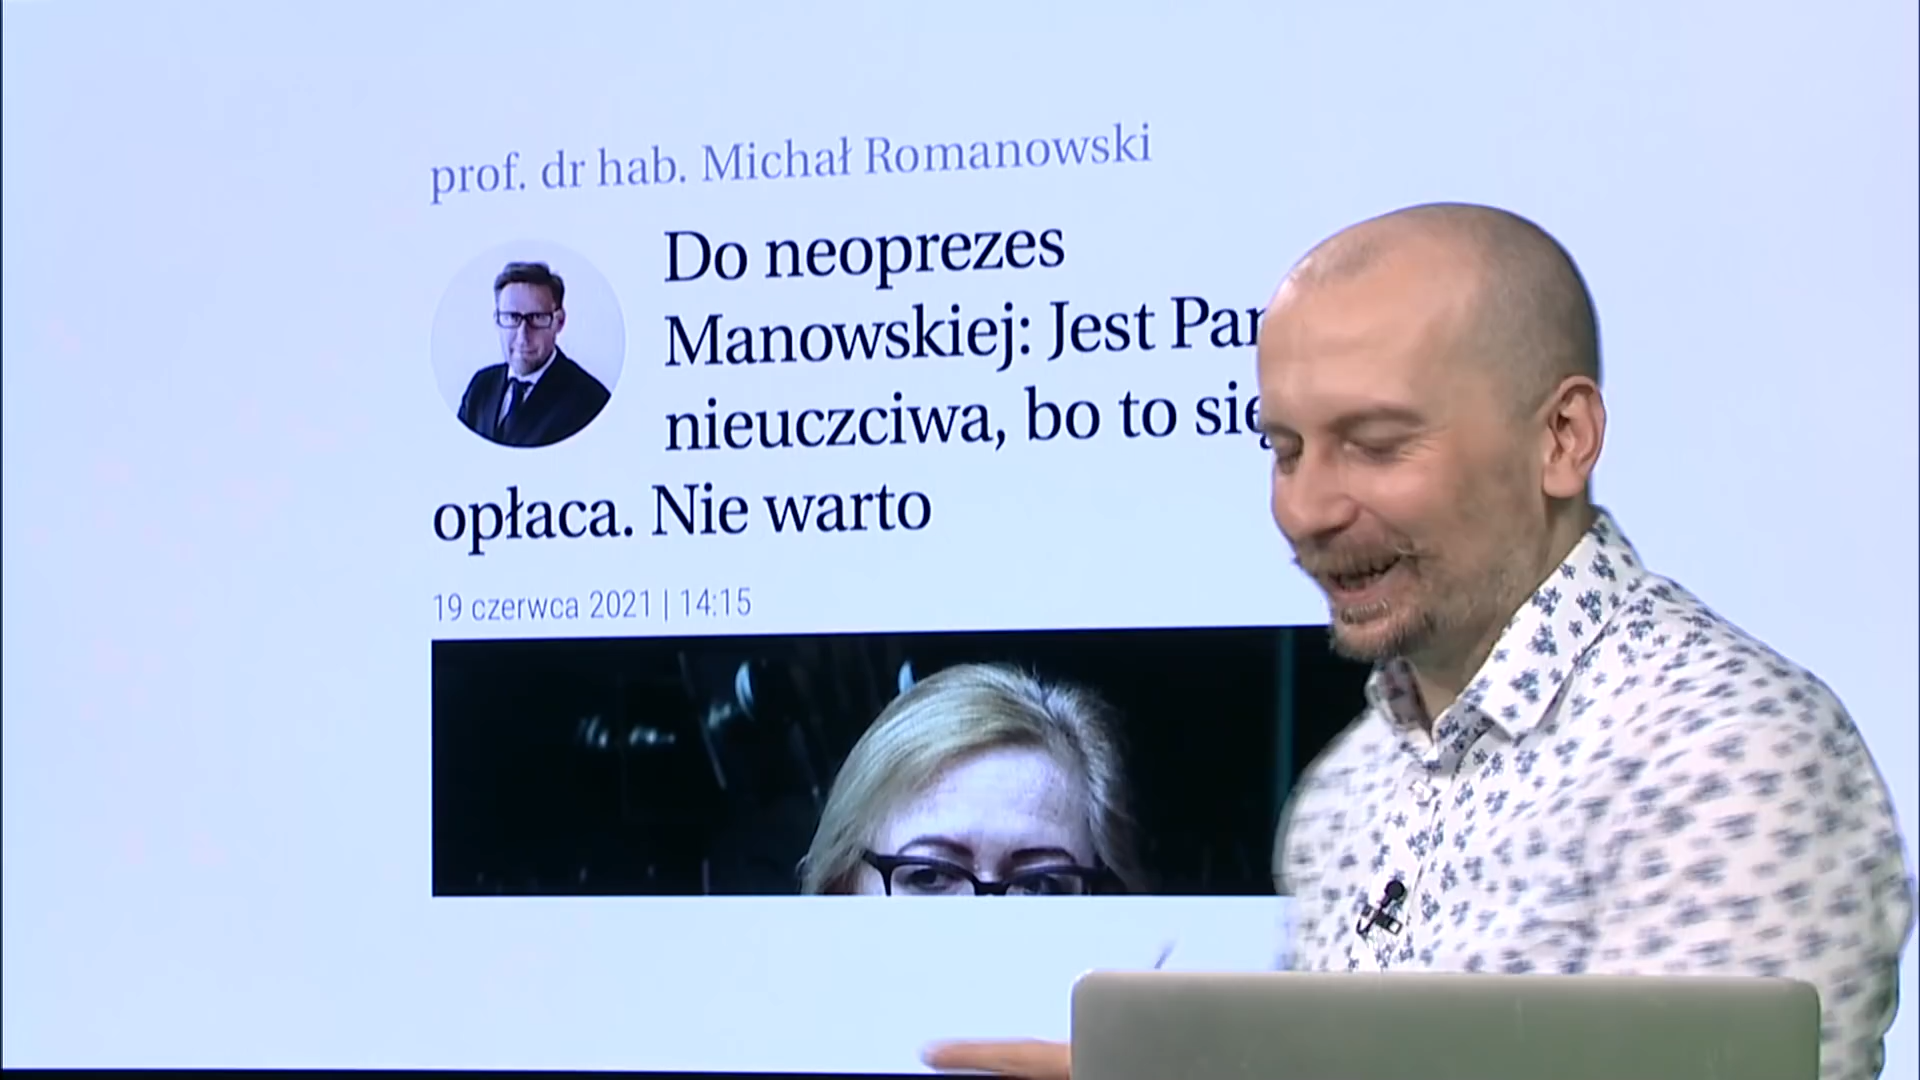 prof. dr hab. Michał Romanowski
Do neoprezes
Manowskiej: Jest
nieuczciwa, bo to się
opłaca. Nie warto
19 czerwca 2021 | 14:15